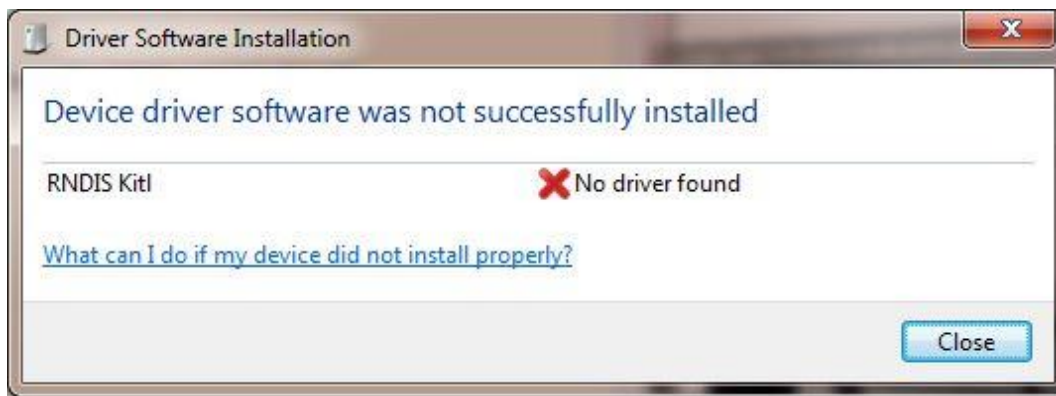 Driver Software Installation
X
Device driver software was not successfully installed
RNDIS Kitl
No driver found
What can I do if my device did not install properly?
Close